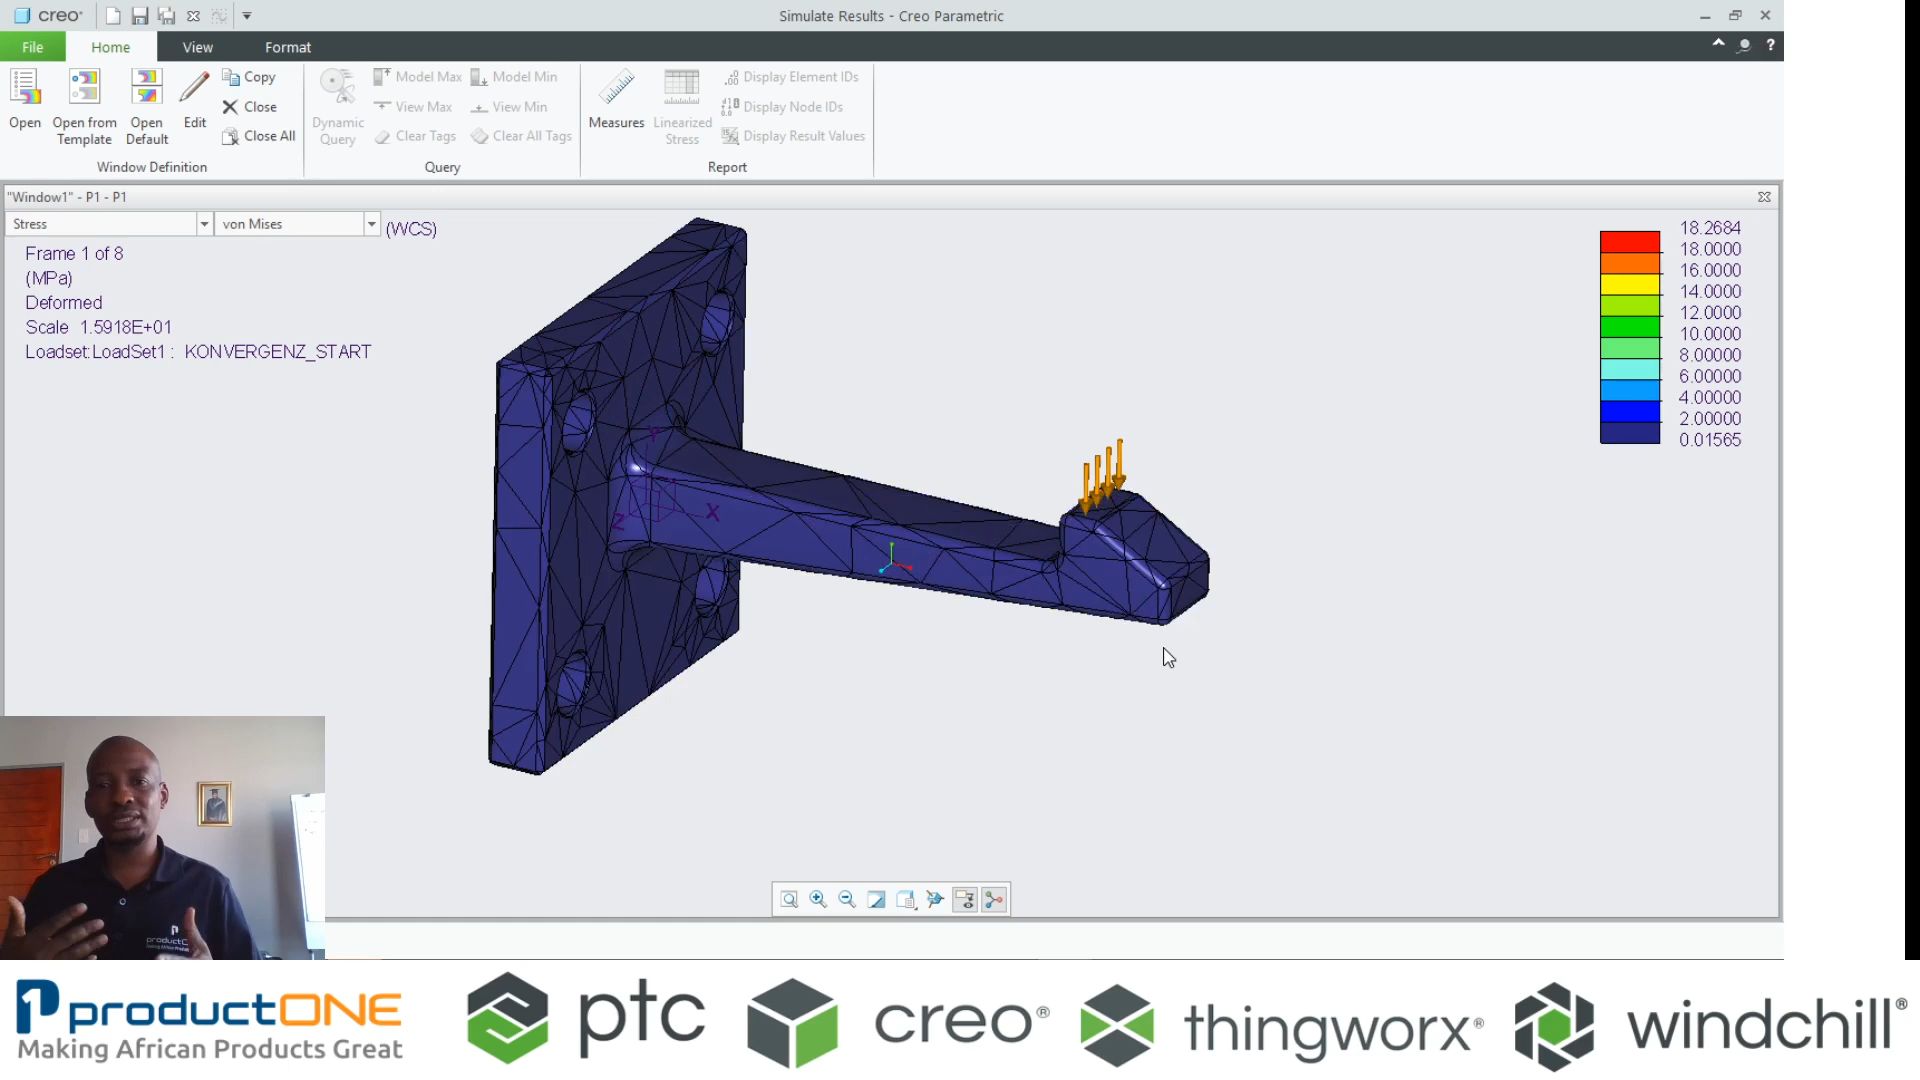 creo
Simulate Results - Creo Parametric
File
Home
View
Format
?
Open
Open from
Template
Open
Default
Edit
Copy
Close
Close All
Window Definition
Dynamic
Query
Model Max
View Max
Clear Tags
Model Min
View Min
Clear All Tags
Query
Measures
Linearized
Stress
Display Element IDs
Display Node IDs
Display Result Values
Report
"Window1" - P1 - P1
Stress
von Mises
(WCS)
Frame 1 of 8
(MPa)
Deformed
Scale 1.5918E+01
Loadset:LoadSet1 : KONVERGENZ_START
18.2684
18.0000
16.0000
14.0000
12.0000
10.0000
8.00000
6.00000
4.00000
2.00000
0.01565
Y
X
Z
productONE
Making African Products Great
ptc
creo®
thingworx®
windchill®